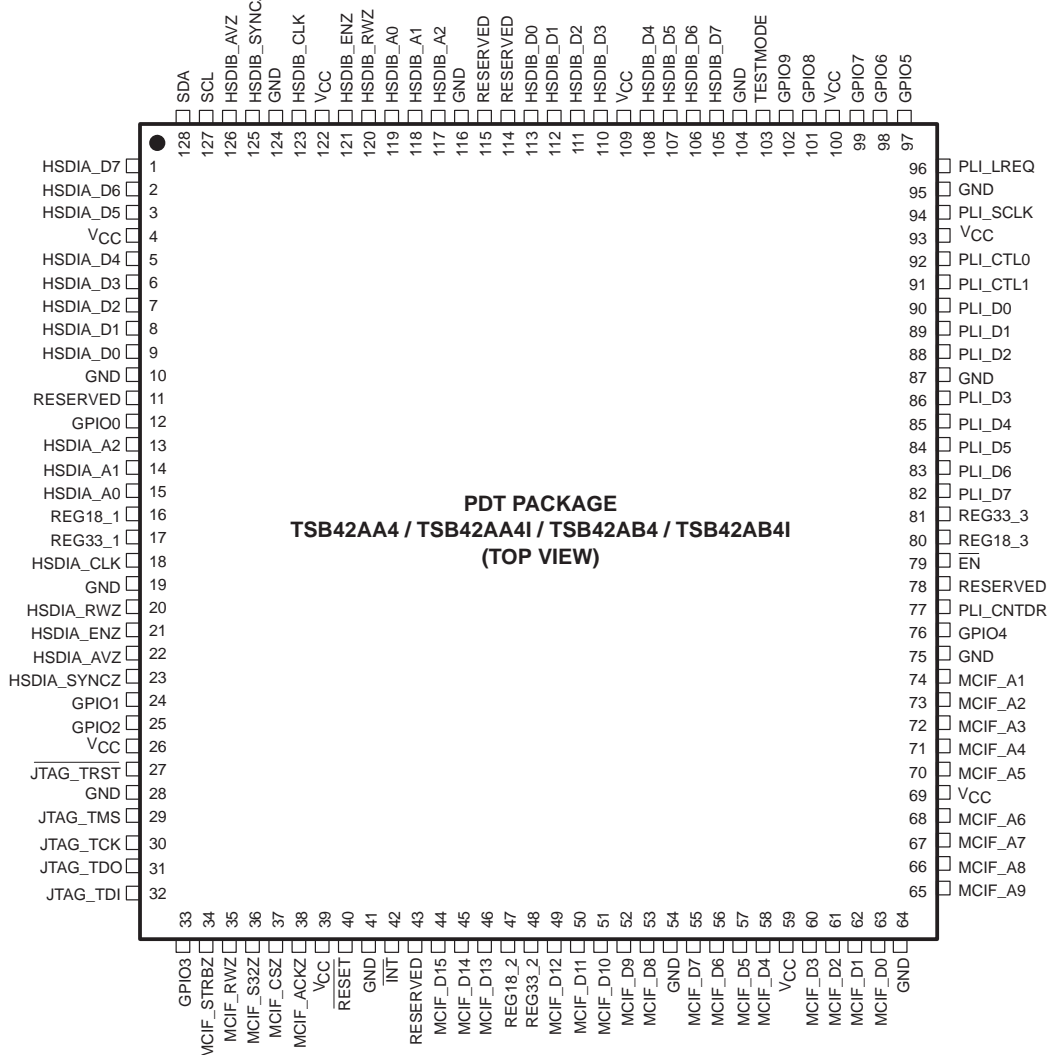 SDA
SCL
HSDIB_AVZ
HSDIB_SYNCZ
GND
HSDIB_CLK
VCC
HSDIB_ENZ
HSDIB_RWZ
HSDIB_A0
HSDIB_A1
HSDIB_A2
GND
RESERVED
RESERVED
HSDIB_D0
HSDIB_D1
HSDIB_D2
HSDIB_D3
VCC
HSDIB_D4
HSDIB_D5
HSDIB_D6
HSDIB_D7
GND
TESTMODE
GPIO9
GPIO8
VCC
GPIO7
GPIO6
GPIO5
128
127
126
125
124
123
122
121
120
119
118
117
116
115
114
113
112
111
110
109
108
107
106
105
104
103
102
101
100
99
98
97
HSDIA_D7 1
HSDIA_D6 2
HSDIA_D5 3
VCC 4
HSDIA_D4 5
HSDIA_D3 6
HSDIA_D2 7
HSDIA_D1 8
HSDIA_D0 9
GND 10
RESERVED 11
GPIO0 12
HSDIA_A2 13
HSDIA_A1 14
HSDIA_A0 15
REG18_1 16
REG33_1 17
HSDIA_CLK 18
GND 19
HSDIA_RWZ 20
HSDIA_ENZ 21
HSDIA_AVZ 22
HSDIA_SYNCZ 23
GPIO1 24
GPIO2 25
VCC 26
JTAG_TRST 27
GND 28
JTAG_TMS 29
JTAG_TCK 30
JTAG_TDO 31
JTAG_TDI 32
PDT PACKAGE
TSB42AA4 / TSB42AA4I / TSB42AB4 / TSB42AB4I
(TOP VIEW)
96 PLI_LREQ
95 GND
94 PLI_SCLK
93 VCC
92 PLI_CTL0
91 PLI_CTL1
90 PLI_D0
89 PLI_D1
88 PLI_D2
87 GND
86 PLI_D3
85 PLI_D4
84 PLI_D5
83 PLI_D6
82 PLI_D7
81 REG33_3
80 REG18_3
79 EN
78 RESERVED
77 PLI_CNTDR
76 GPIO4
75 GND
74 MCIF_A1
73 MCIF_A2
72 MCIF_A3
71 MCIF_A4
70 MCIF_A5
69 VCC
68 MCIF_A6
67 MCIF_A7
66 MCIF_A8
65 MCIF_A9
33
34
35
36
37
38
39
40
41
42
43
44
45
46
47
48
49
50
51
52
53
54
55
56
57
58
59
60
61
62
63
64
GPIO3
MCIF_STRBZ
MCIF_RWZ
MCIF_S32Z
MCIF_CSZ
MCIF_ACKZ
VCC
RESET
GND
INT
RESERVED
MCIF_D15
MCIF_D14
MCIF_D13
REG18_2
REG33_2
MCIF_D12
MCIF_D11
MCIF_D10
MCIF_D9
MCIF_D8
GND
MCIF_D7
MCIF_D6
MCIF_D5
MCIF_D4
VCC
MCIF_D3
MCIF_D2
MCIF_D1
MCIF_D0
GND